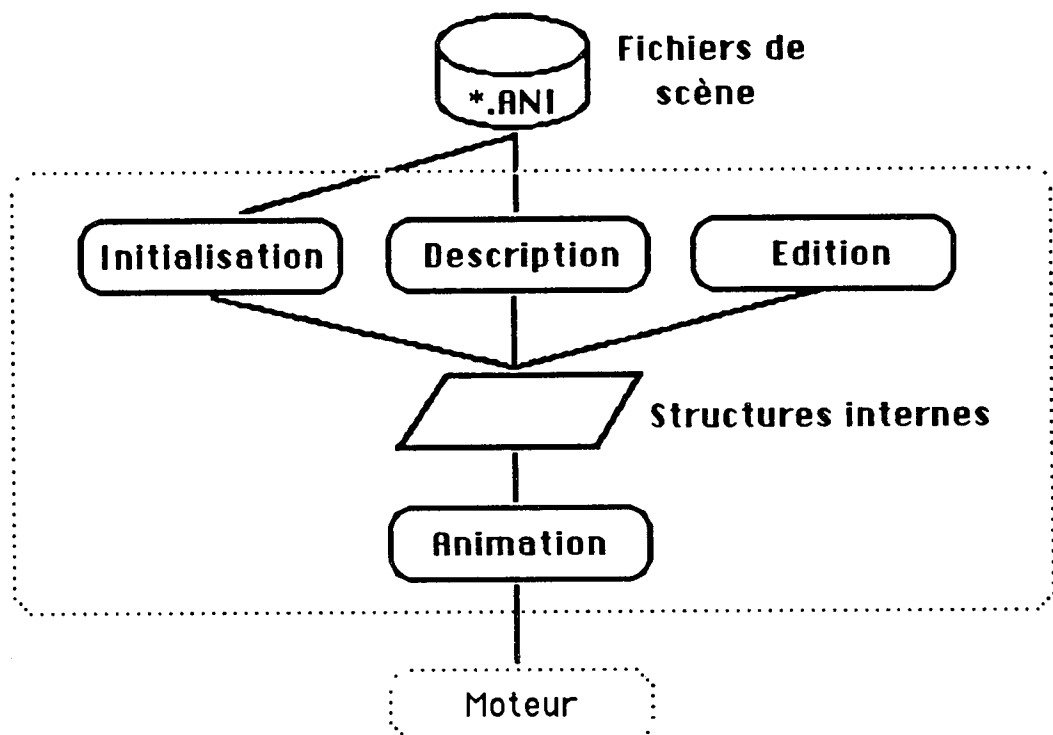 Fichiers de
scène
*.ANI
Initialisation
Description
Edition
Structures internes
Animation
Moteur